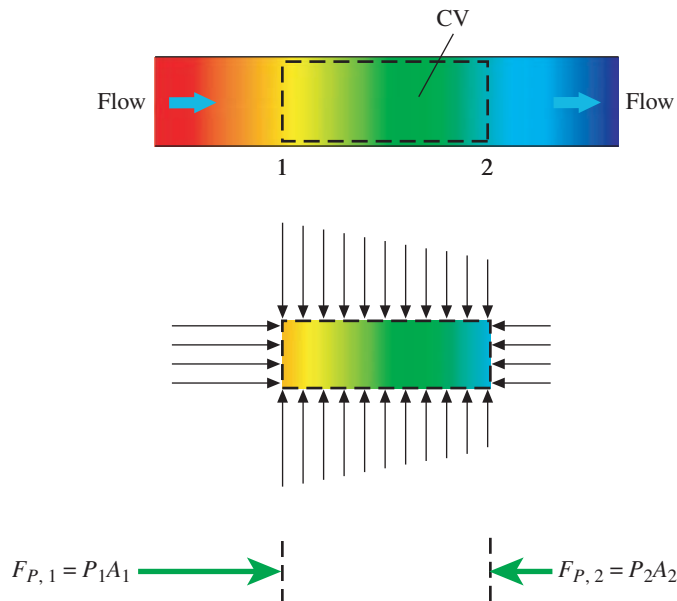 CV
Flow
Flow
1
2
F_{P, 1} = P_1A_1
F_{P, 2} = P_2A_2